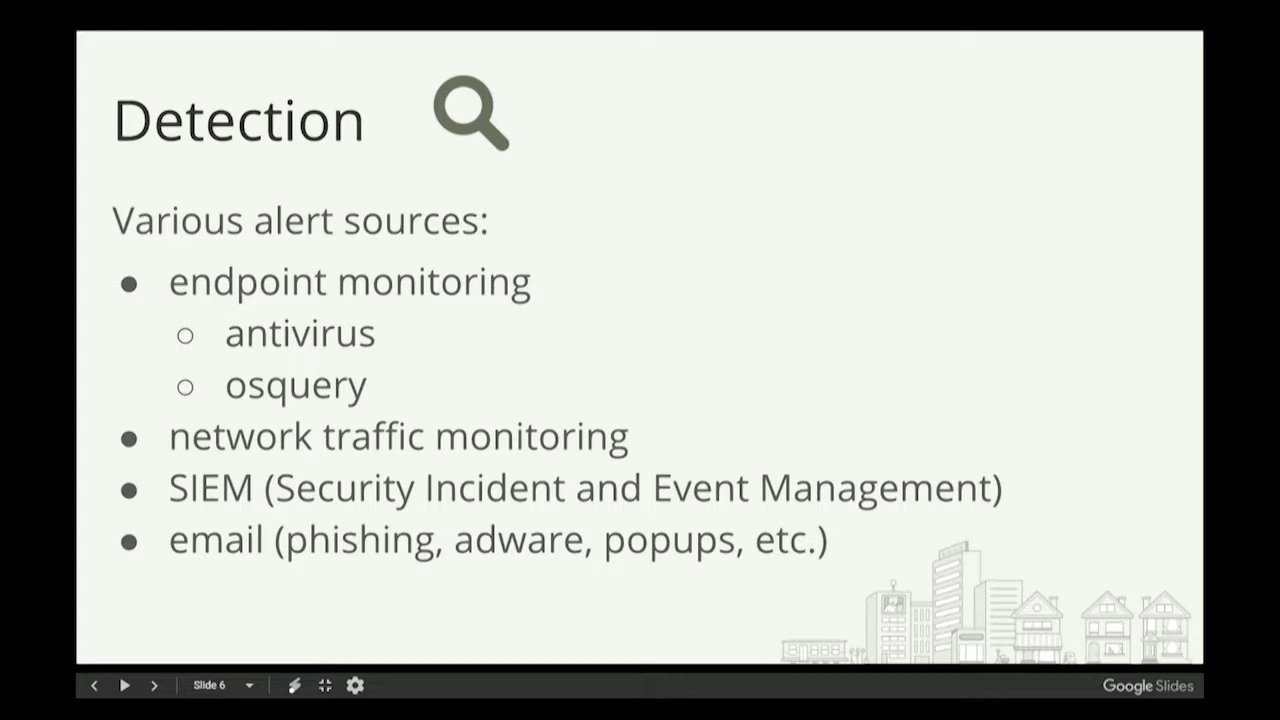 Detection
Various alert sources:
● endpoint monitoring
○ antivirus
○ osquery
● network traffic monitoring
● SIEM (Security Incident and Event Management)
● email (phishing, adware, popups, etc.)
Slide 6
Google Slides